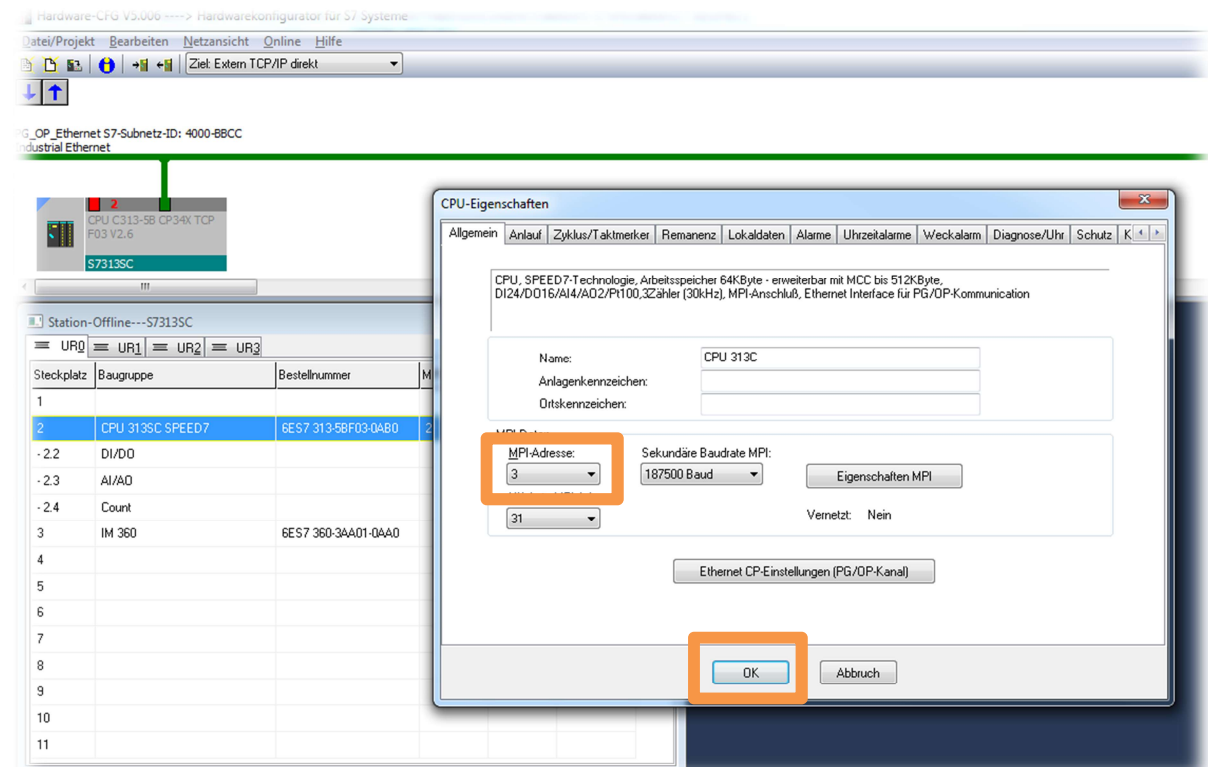 Hardware-CFG V5.006 ----> Hardwarekonfigurator für S7 Systeme
Datei/Projekt Bearbeiten Netzansicht Online Hilfe
Ziel: Extern TCP/IP direkt
PG_OP_Ethernet S7-Subnetz-ID: 4000-BBCC
Industrial Ethernet
2
CPU C313-5B CP34X TCP
F03 V2.6
S7313SC
CPU-Eigenschaften
Allgemein Anlauf Zyklus/Taktmerker Remanenz Lokaldaten Alarme Uhrzeitalarme Weckalarm Diagnose/Uhr Schutz K
CPU, SPEED7-Technologie, Arbeitsspeicher 64KByte - erweiterbar mit MCC bis 512KByte,
DI24/DO16/AI4/AO2/Pt100,3Zähler (30kHz), MPI-Anschluß, Ethernet Interface für PG/OP-Kommunication
Name: CPU 313C
Anlagenkennzeichen:
Ortskennzeichen:
MPI-Adresse: Sekundäre Baudrate MPI:
3 187500 Baud Eigenschaften MPI
31 Vernetzt: Nein
Ethernet CP-Einstellungen (PG/OP-Kanal)
OK Abbruch
Station-Offline---S7313SC
UR0 UR1 UR2 UR3
Steckplatz Baugruppe Bestellnummer M
1
2 CPU 313SC SPEED7 6ES7 313-5BF03-0AB0 2
- 2.2 DI/DO
- 2.3 AI/AO
- 2.4 Count
3 IM 360 6ES7 360-3AA01-0AA0
4
5
6
7
8
9
10
11